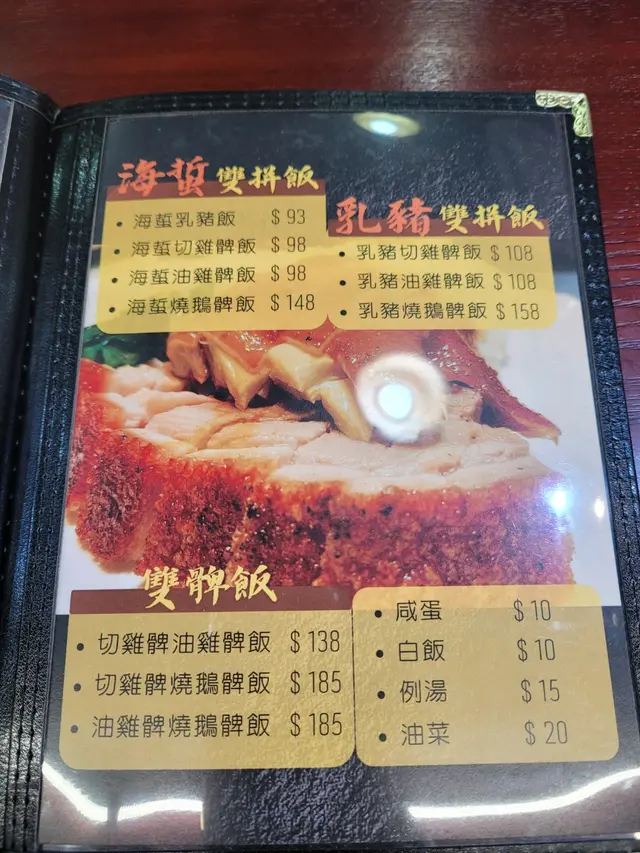 海蜇雙拼飯
海蜇乳豬飯 $93
海蜇切雞髀飯 $98
海蜇油雞髀飯 $98
海蜇燒鵝髀飯 $148
乳豬雙拼飯
乳豬切雞髀飯 $108
乳豬油雞髀飯 $108
乳豬燒鵝髀飯 $158
雙髀飯
切雞髀油雞髀飯 $138
切雞髀燒鵝髀飯 $185
油雞髀燒鵝髀飯 $185
咸蛋 $10
白飯 $10
例湯 $15
油菜 $20